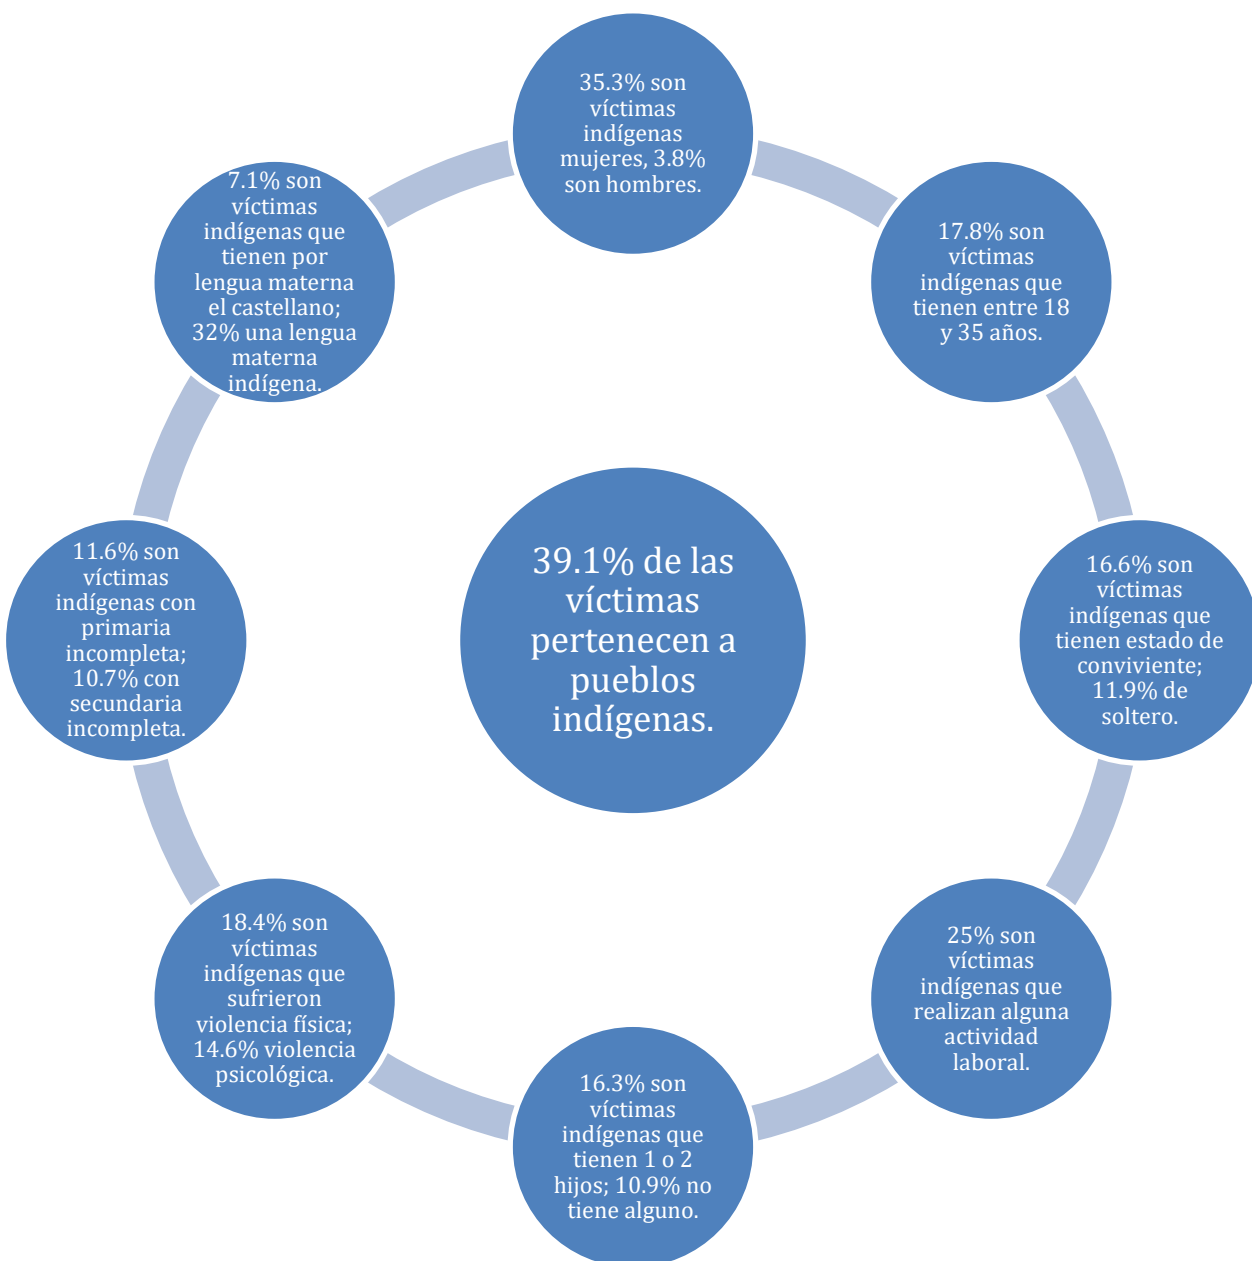 35.3% son
víctimas
indígenas
mujeres, 3.8%
son hombres.
17.8% son
víctimas
indígenas que
tienen entre 18
y 35 años.
16.6% son
víctimas
indígenas que
tienen estado de
conviviente;
11.9% de
soltero.
25% son
víctimas
indígenas que
realizan alguna
actividad
laboral.
16.3% son
víctimas
indígenas que
tienen 1 o 2
hijos; 10.9% no
tiene alguno.
18.4% son
víctimas
indígenas que
sufrieron
violencia física;
14.6% violencia
psicológica.
11.6% son
víctimas
indígenas con
primaria
incompleta;
10.7% con
secundaria
incompleta.
7.1% son
víctimas
indígenas que
tienen por
lengua materna
el castellano;
32% una lengua
materna
indígena.
39.1% de las
víctimas
pertenecen a
pueblos
indígenas.